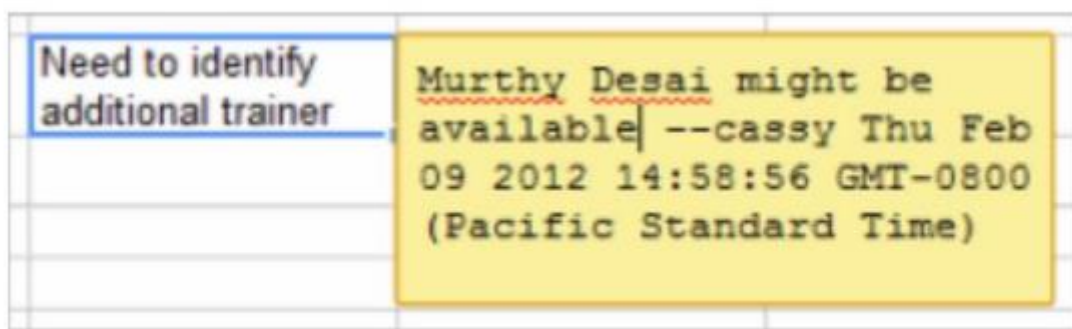 Need to identify
additional trainer
Murthy Desai might be
available --cassy Thu Feb
09 2012 14:58:56 GMT-0800
(Pacific Standard Time)